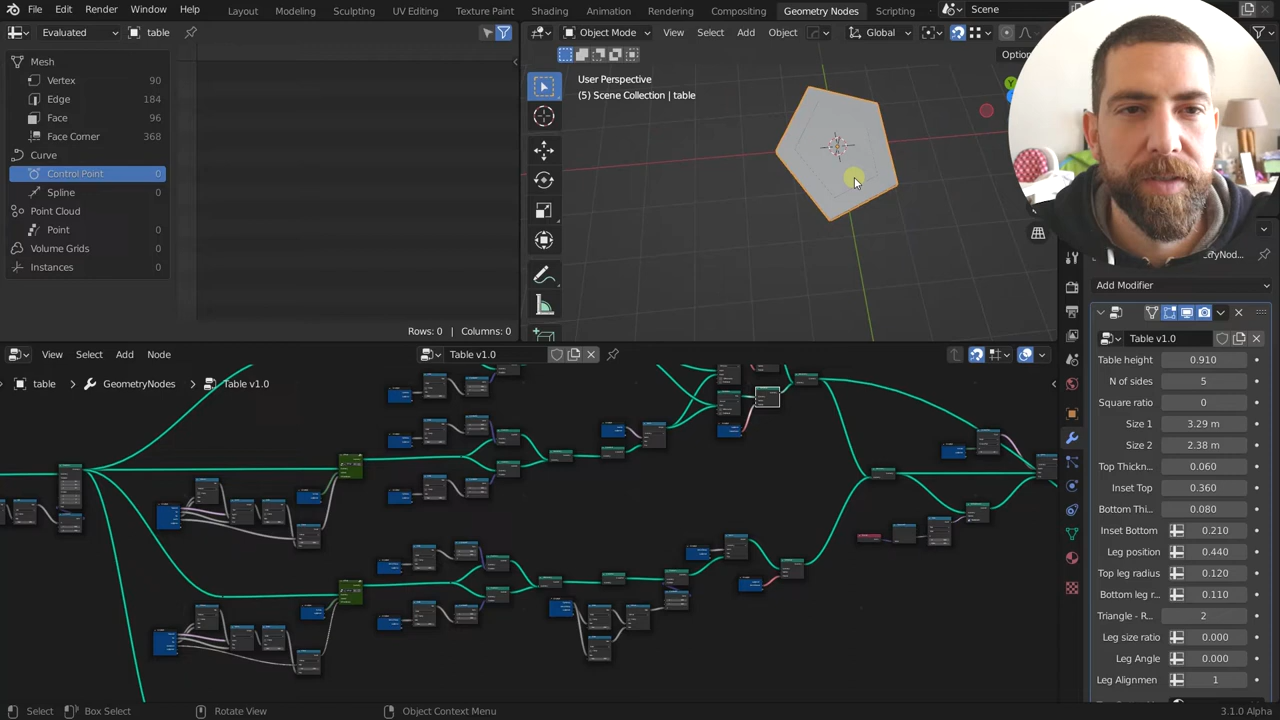 File Edit Render Window Help Layout Modeling Sculpting UV Editing Texture Paint Shading Animation Rendering Compositing Geometry Nodes Scripting Scene
Evaluated table
Object Mode View Select Add Object Global
Mesh
Vertex 90
Edge 184
Face 96
Face Corner 368
Curve
Control Point 0
Spline 0
Point Cloud
Point 0
Volume Grids 0
Instances 0
Rows: 0 | Columns: 0
Options
User Perspective
(5) Scene Collection | table
View Select Add Node Table v1.0
table GeometryNodes Table v1.0
Add Modifier
Table v1.0
Table height 0.910
N of sides 5
Square ratio 0
Size 1 3.29 m
Size 2 2.38 m
Top Thickn... 0.060
Inset Top 0.360
Bottom Thi... 0.080
Inset Bottom 0.210
Leg position 0.440
Top leg radius 0.120
Bottom leg r... 0.110
Triangle - R... 2
Leg size ratio 0.000
Leg Angle 0.000
Leg Alignmen 1
Select Box Select Rotate View Object Context Menu 3.1.0 Alpha